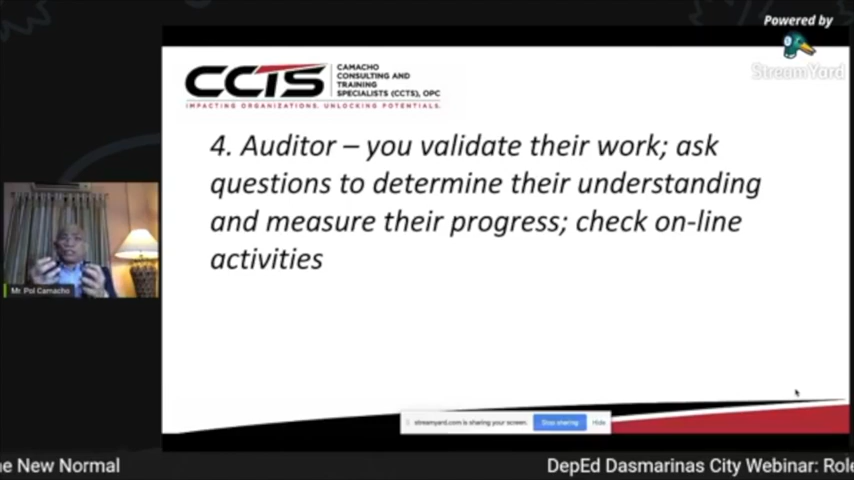 Powered by
StreamYard
CCTS
CAMACHO
CONSULTING AND
TRAINING
SPECIALISTS (CCTS), OPC
IMPACTING ORGANIZATIONS. UNLOCKING POTENTIALS.
4. Auditor – you validate their work; ask
questions to determine their understanding
and measure their progress; check on-line
activities
Mr. Pol Camacho
streamyard.com is sharing your screen.
Stop sharing
Hide
e New Normal
DepEd Dasmarinas City Webinar: Role